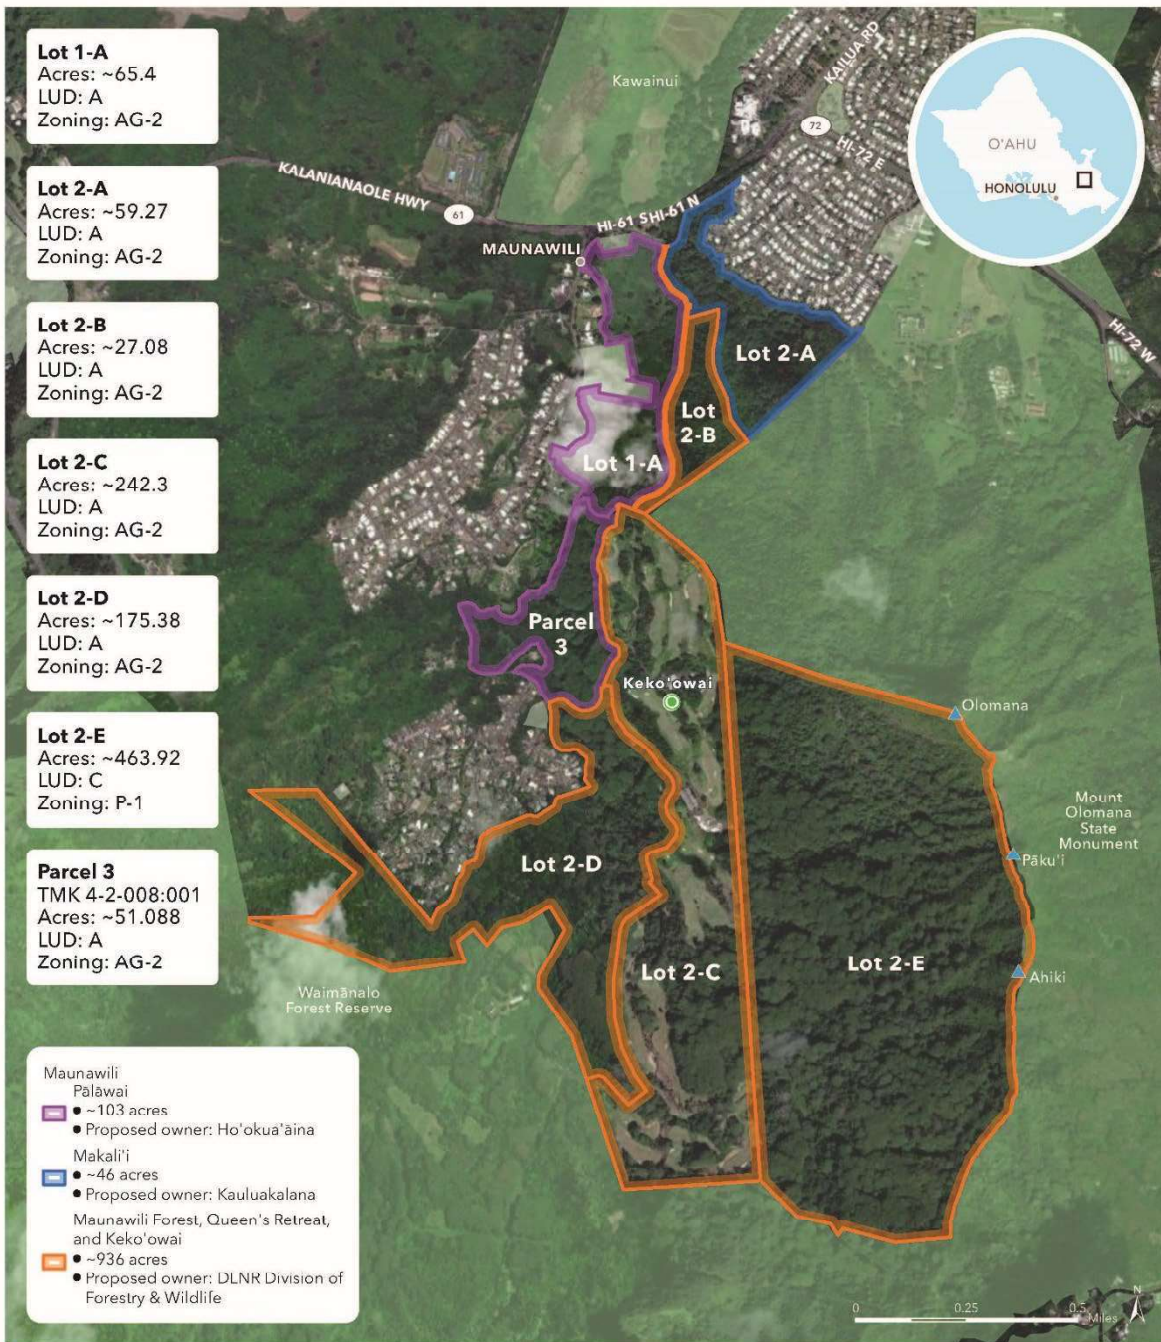 Lot 1-A
Acres: ~65.4
LUD: A
Zoning: AG-2
Lot 2-A
Acres: ~59.27
LUD: A
Zoning: AG-2
Lot 2-B
Acres: ~27.08
LUD: A
Zoning: AG-2
Lot 2-C
Acres: ~242.3
LUD: A
Zoning: AG-2
Lot 2-D
Acres: ~175.38
LUD: A
Zoning: AG-2
Lot 2-E
Acres: ~463.92
LUD: C
Zoning: P-1
Parcel 3
TMK 4-2-008:001
Acres: ~51.088
LUD: A
Zoning: AG-2
Kawainui
KAILUA RD
72
HI-72 E
KALANIANAOLE HWY
61
HI-61 S
HI-61 N
MAUNAWILI
HI-72 W
O'AHU
HONOLULU
Lot 2-A
Lot
2-B
Lot 1-A
Parcel
3
Keko'owai
Olomana
Mount
Olomana
State
Monument
Pāku'i
Lot 2-D
Lot 2-C
Lot 2-E
Ahiki
Waimānalo
Forest Reserve
Maunawili
Pālāwai
• ~103 acres
• Proposed owner: Ho'okua'āina
Makali'i
• ~46 acres
• Proposed owner: Kauluakalana
Maunawili Forest, Queen's Retreat,
and Keko'owai
• ~936 acres
• Proposed owner: DLNR Division of
Forestry & Wildlife
0 0.25 0.5
Miles
N